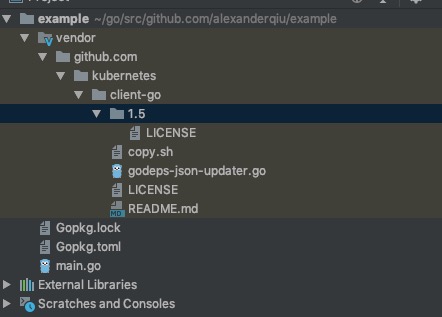 example ~/go/src/github.com/alexanderqiu/example
vendor
github.com
kubernetes
client-go
1.5
LICENSE
copy.sh
godeps-json-updater.go
LICENSE
README.md
Gopkg.lock
Gopkg.toml
main.go
External Libraries
Scratches and Consoles